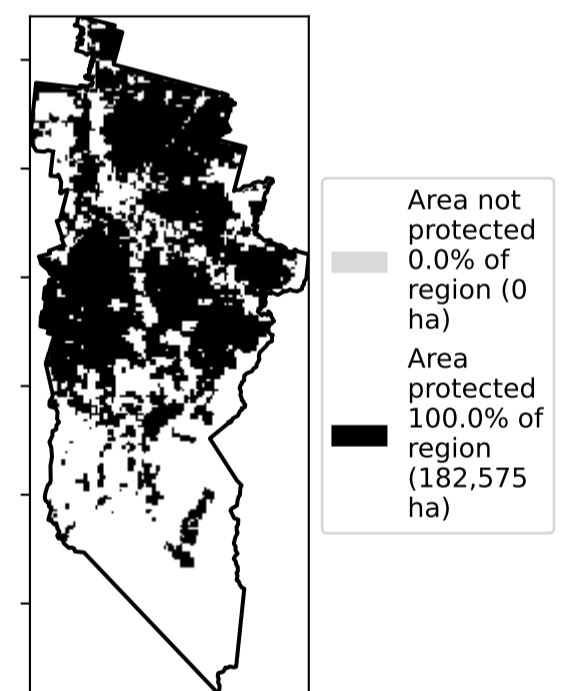 Area not
protected
0.0% of
region (0
ha)
Area
protected
100.0% of
region
(182,575
ha)